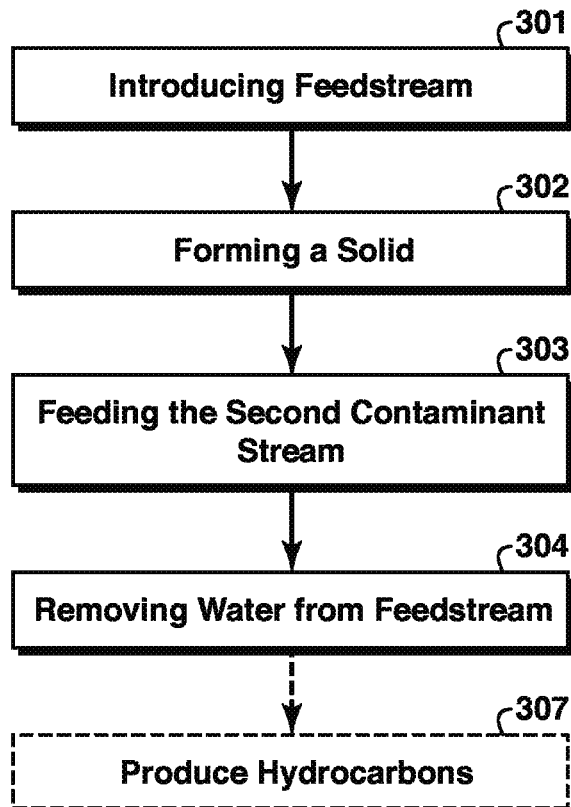 301
Introducing Feedstream
302
Forming a Solid
303
Feeding the Second Contaminant
Stream
304
Removing Water from Feedstream
307
Produce Hydrocarbons